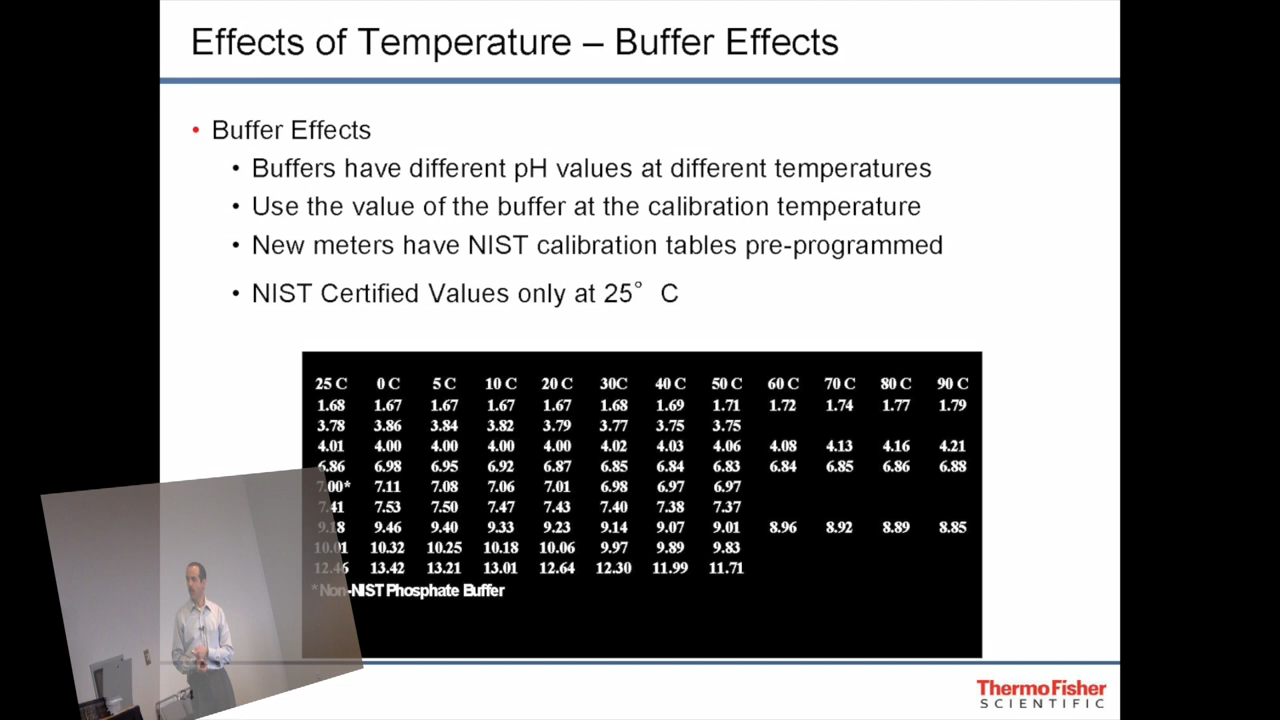 Effects of Temperature – Buffer Effects
• Buffer Effects
• Buffers have different pH values at different temperatures
• Use the value of the buffer at the calibration temperature
• New meters have NIST calibration tables pre-programmed
• NIST Certified Values only at 25° C
25 C 0 C 5 C 10 C 20 C 30C 40 C 50 C 60 C 70 C 80 C 90 C
1.68 1.67 1.67 1.67 1.67 1.68 1.69 1.71 1.72 1.74 1.77 1.79
3.78 3.86 3.84 3.82 3.79 3.77 3.75 3.75
4.01 4.00 4.00 4.00 4.00 4.02 4.03 4.06 4.08 4.13 4.16 4.21
6.86 6.98 6.95 6.92 6.87 6.85 6.84 6.83 6.84 6.85 6.86 6.88
7.00* 7.11 7.08 7.06 7.01 6.98 6.97 6.97
7.41 7.53 7.50 7.47 7.43 7.40 7.38 7.37
9.18 9.46 9.40 9.33 9.23 9.14 9.07 9.01 8.96 8.92 8.89 8.85
10.01 10.32 10.25 10.18 10.06 9.97 9.89 9.83
12.46 13.42 13.21 13.01 12.64 12.30 11.99 11.71
* Non-NIST Phosphate Buffer
ThermoFisher
SCIENTIFIC